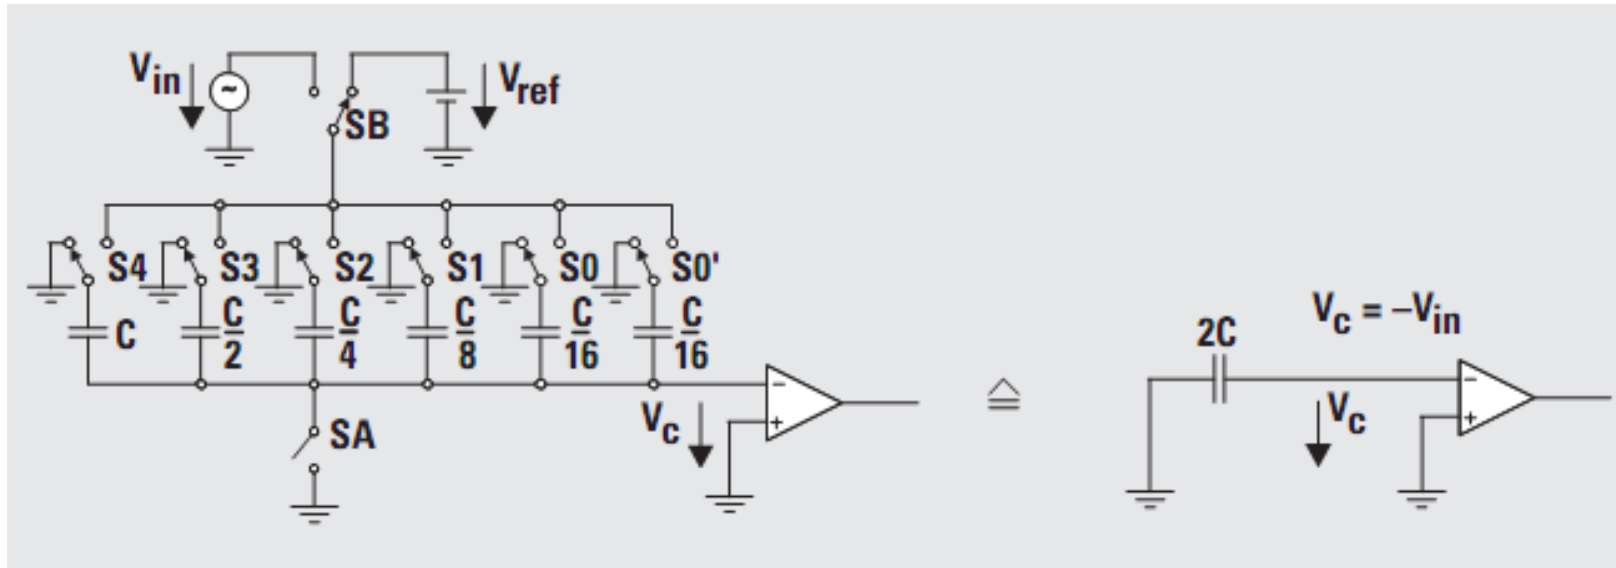 Vin
~
SB
Vref
S4
S3
S2
S1
S0
S0'
C
C/2
C/4
C/8
C/16
C/16
SA
Vc
−
+
≙
2C
Vc = –Vin
Vc
−
+